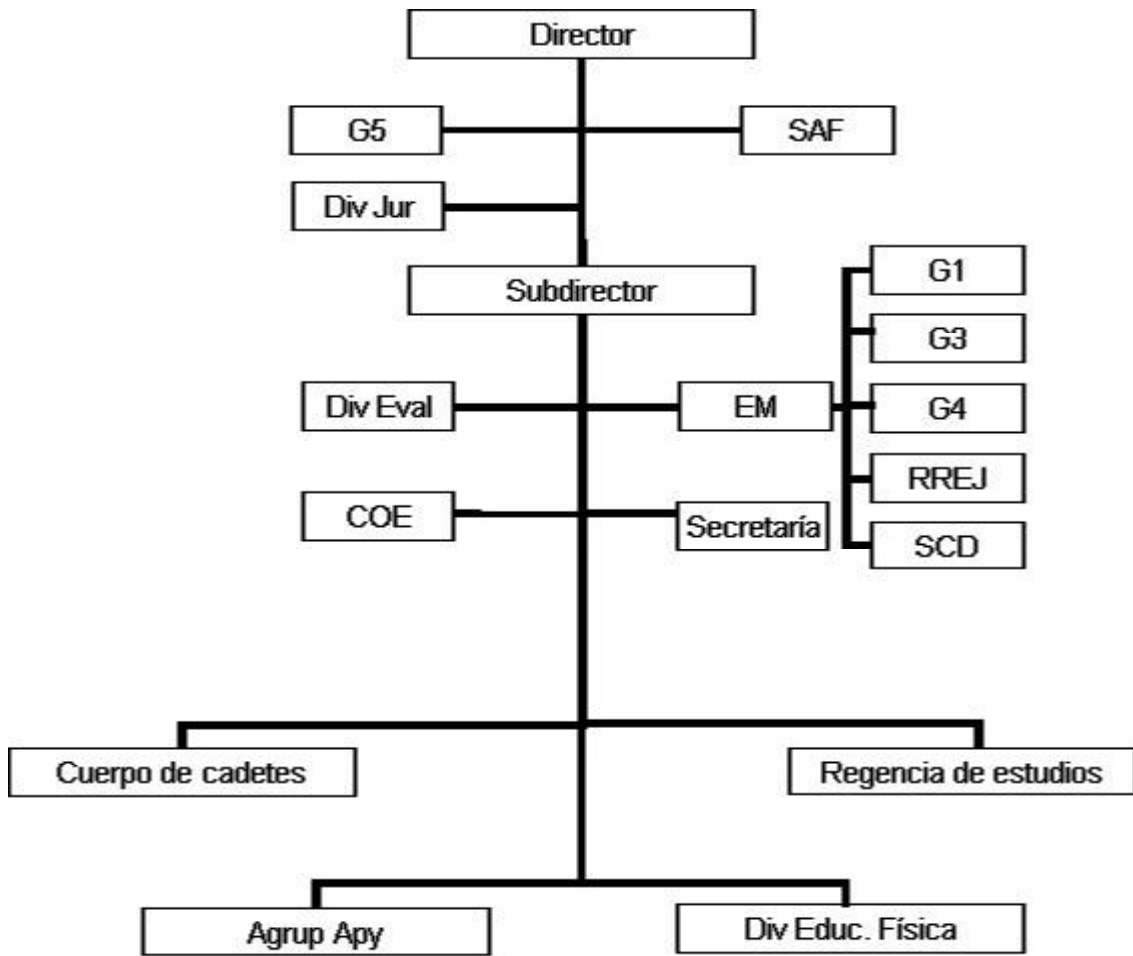 Director
G5
SAF
Div Jur
Subdirector
G1
G3
Div Eval
EM
G4
RREJ
COE
Secretaría
SCD
Cuerpo de cadetes
Regencia de estudios
Agrup Apy
Div Educ. Física